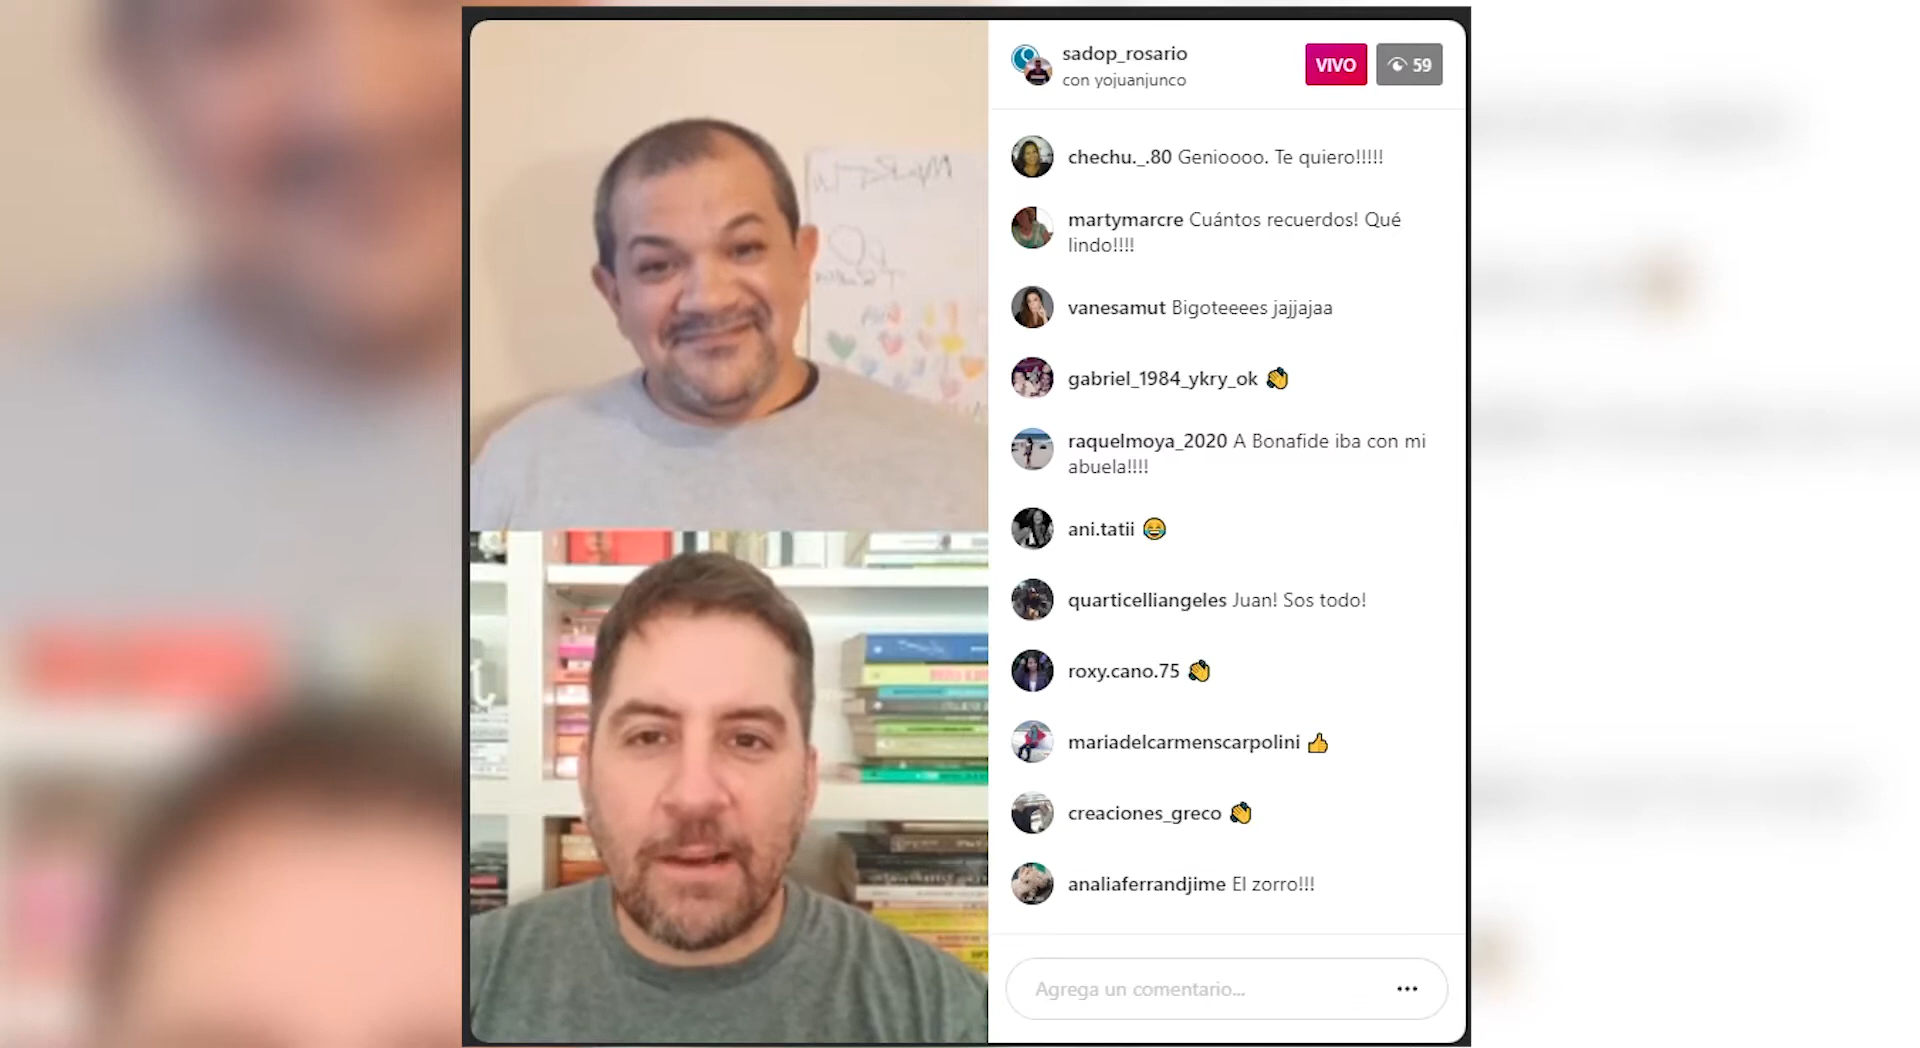 sadop_rosario
con yojuanjunco
VIVO
59
chechu._.80 Genioooo. Te quiero!!!!!
martymarcre Cuántos recuerdos! Qué
lindo!!!!
vanesamut Bigoteeees jajjajaa
gabriel_1984_ykry_ok 👏
raquelmoya_2020 A Bonafide iba con mi
abuela!!!!
ani.tatii 😂
quarticelliangeles Juan! Sos todo!
roxy.cano.75 👏
mariadelcarmenscarpolini 👍
creaciones_greco 👏
analiaferrandjime El zorro!!!
Agrega un comentario...